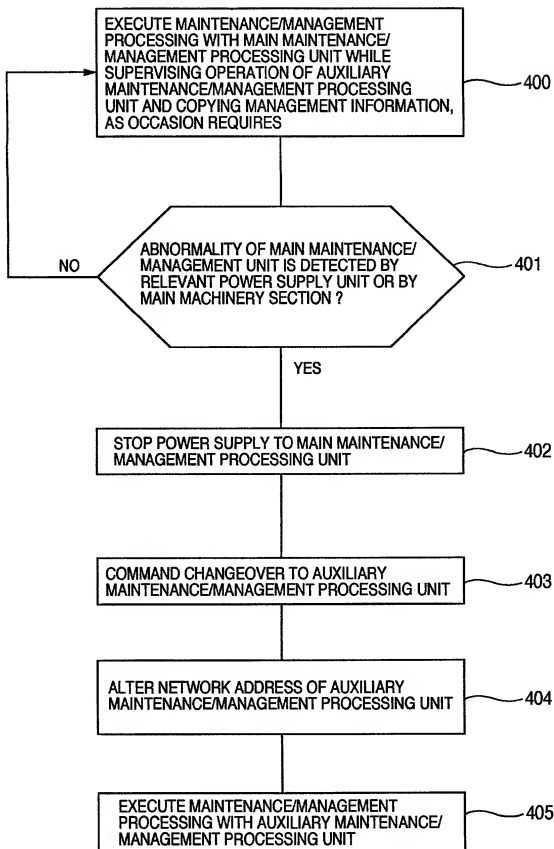 EXECUTE MAINTENANCE/MANAGEMENT
PROCESSING WITH MAIN MAINTENANCE/
MANAGEMENT PROCESSING UNIT WHILE
SUPERVISING OPERATION OF AUXILIARY
MAINTENANCE/MANAGEMENT PROCESSING
UNIT AND COPYING MANAGEMENT INFORMATION,
AS OCCASION REQUIRES
400
ABNORMALITY OF MAIN MAINTENANCE/
MANAGEMENT UNIT IS DETECTED BY
RELEVANT POWER SUPPLY UNIT OR BY
MAIN MACHINERY SECTION ?
401
NO
YES
STOP POWER SUPPLY TO MAIN MAINTENANCE/
MANAGEMENT PROCESSING UNIT
402
COMMAND CHANGEOVER TO AUXILIARY
MAINTENANCE/MANAGEMENT PROCESSING UNIT
403
ALTER NETWORK ADDRESS OF AUXILIARY
MAINTENANCE/MANAGEMENT PROCESSING UNIT
404
EXECUTE MAINTENANCE/MANAGEMENT
PROCESSING WITH AUXILIARY MAINTENANCE/
MANAGEMENT PROCESSING UNIT
405